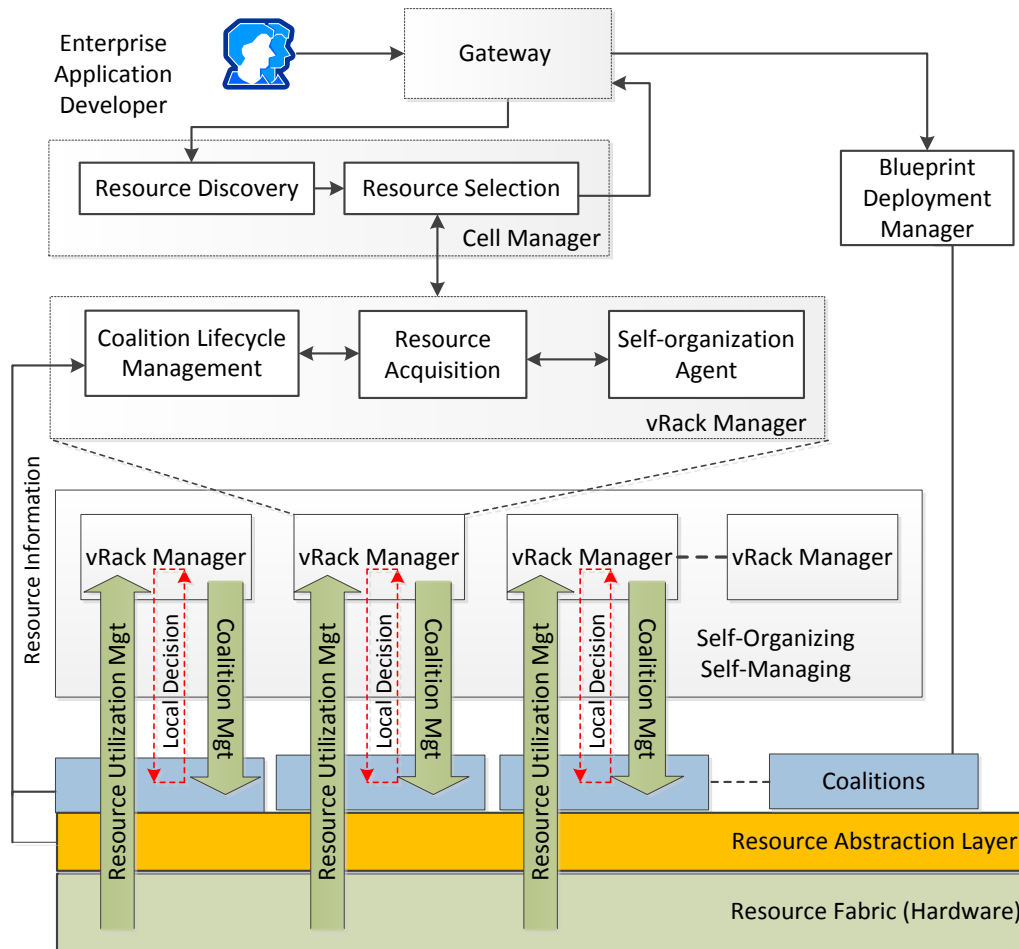 Enterprise
Application
Developer
Gateway
Resource Discovery
Resource Selection
Cell Manager
Blueprint
Deployment
Manager
Coalition Lifecycle
Management
Resource
Acquisition
Self-organization
Agent
vRack Manager
Resource Information
vRack Manager
vRack Manager
vRack Manager
vRack Manager
Resource Utilization Mgt
Local Decision
Coalition Mgt
Resource Utilization Mgt
Local Decision
Coalition Mgt
Resource Utilization Mgt
Local Decision
Coalition Mgt
Self-Organizing
Self-Managing
Coalitions
Resource Abstraction Layer
Resource Fabric (Hardware)